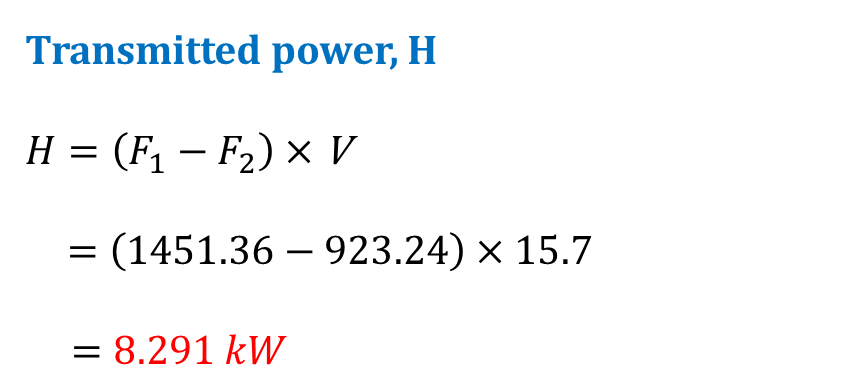 Transmitted power, H
H = (F₁ − F₂) × V
= (1451.36 − 923.24) × 15.7
= 8.291 kW